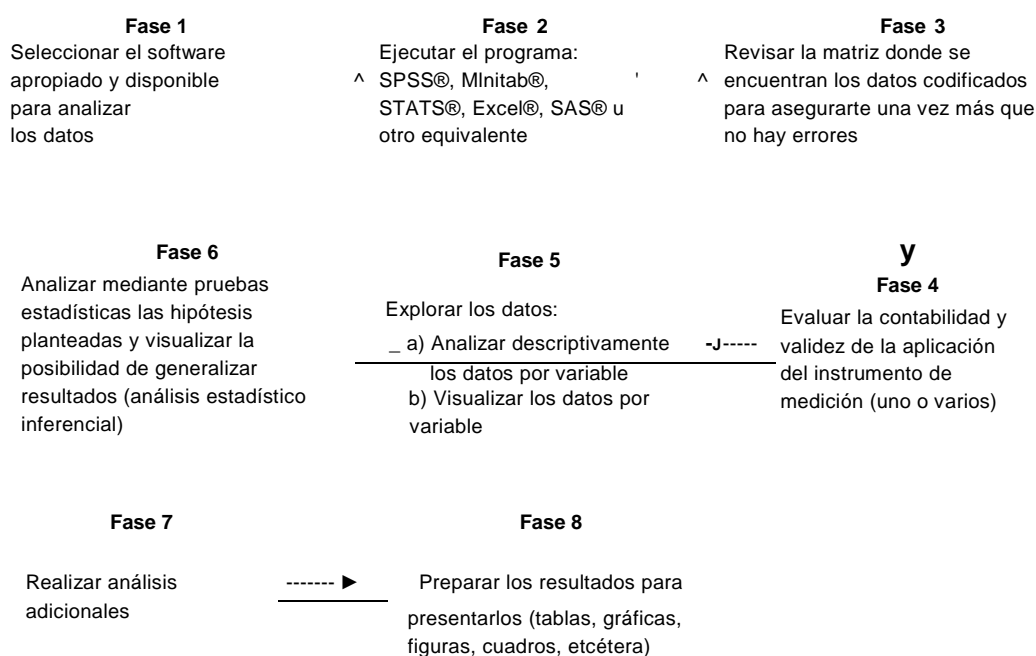 Fase 1
Seleccionar el software
apropiado y disponible
para analizar
los datos
Fase 2
Ejecutar el programa:
^ SPSS®, MInitab®, '
STATS®, Excel®, SAS® u
otro equivalente
Fase 3
Revisar la matriz donde se
^ encuentran los datos codificados
para asegurarte una vez más que
no hay errores
y
Fase 4
Evaluar la contabilidad y
validez de la aplicación
del instrumento de
medición (uno o varios)
Fase 5
Explorar los datos:
_ a) Analizar descriptivamente -J-----
los datos por variable
b) Visualizar los datos por
variable
Fase 6
Analizar mediante pruebas
estadísticas las hipótesis
planteadas y visualizar la
posibilidad de generalizar
resultados (análisis estadístico
inferencial)
Fase 7
Realizar análisis
adicionales
------- ►
Fase 8
Preparar los resultados para
presentarlos (tablas, gráficas,
figuras, cuadros, etcétera)